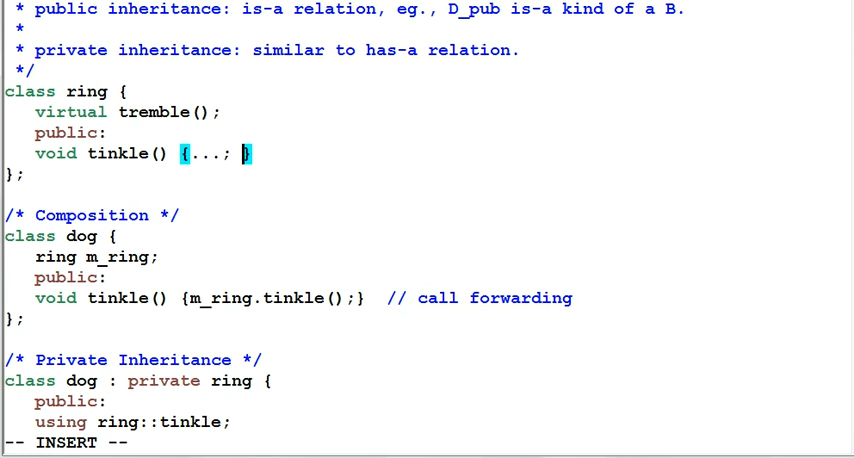 * public inheritance: is-a relation, eg., D_pub is-a kind of a B.
*
* private inheritance: similar to has-a relation.
*/
class ring {
   virtual tremble();
   public:
   void tinkle() {...; }
};

/* Composition */
class dog {
   ring m_ring;
   public:
   void tinkle() {m_ring.tinkle();}  // call forwarding
};

/* Private Inheritance */
class dog : private ring {
   public:
   using ring::tinkle;
-- INSERT --